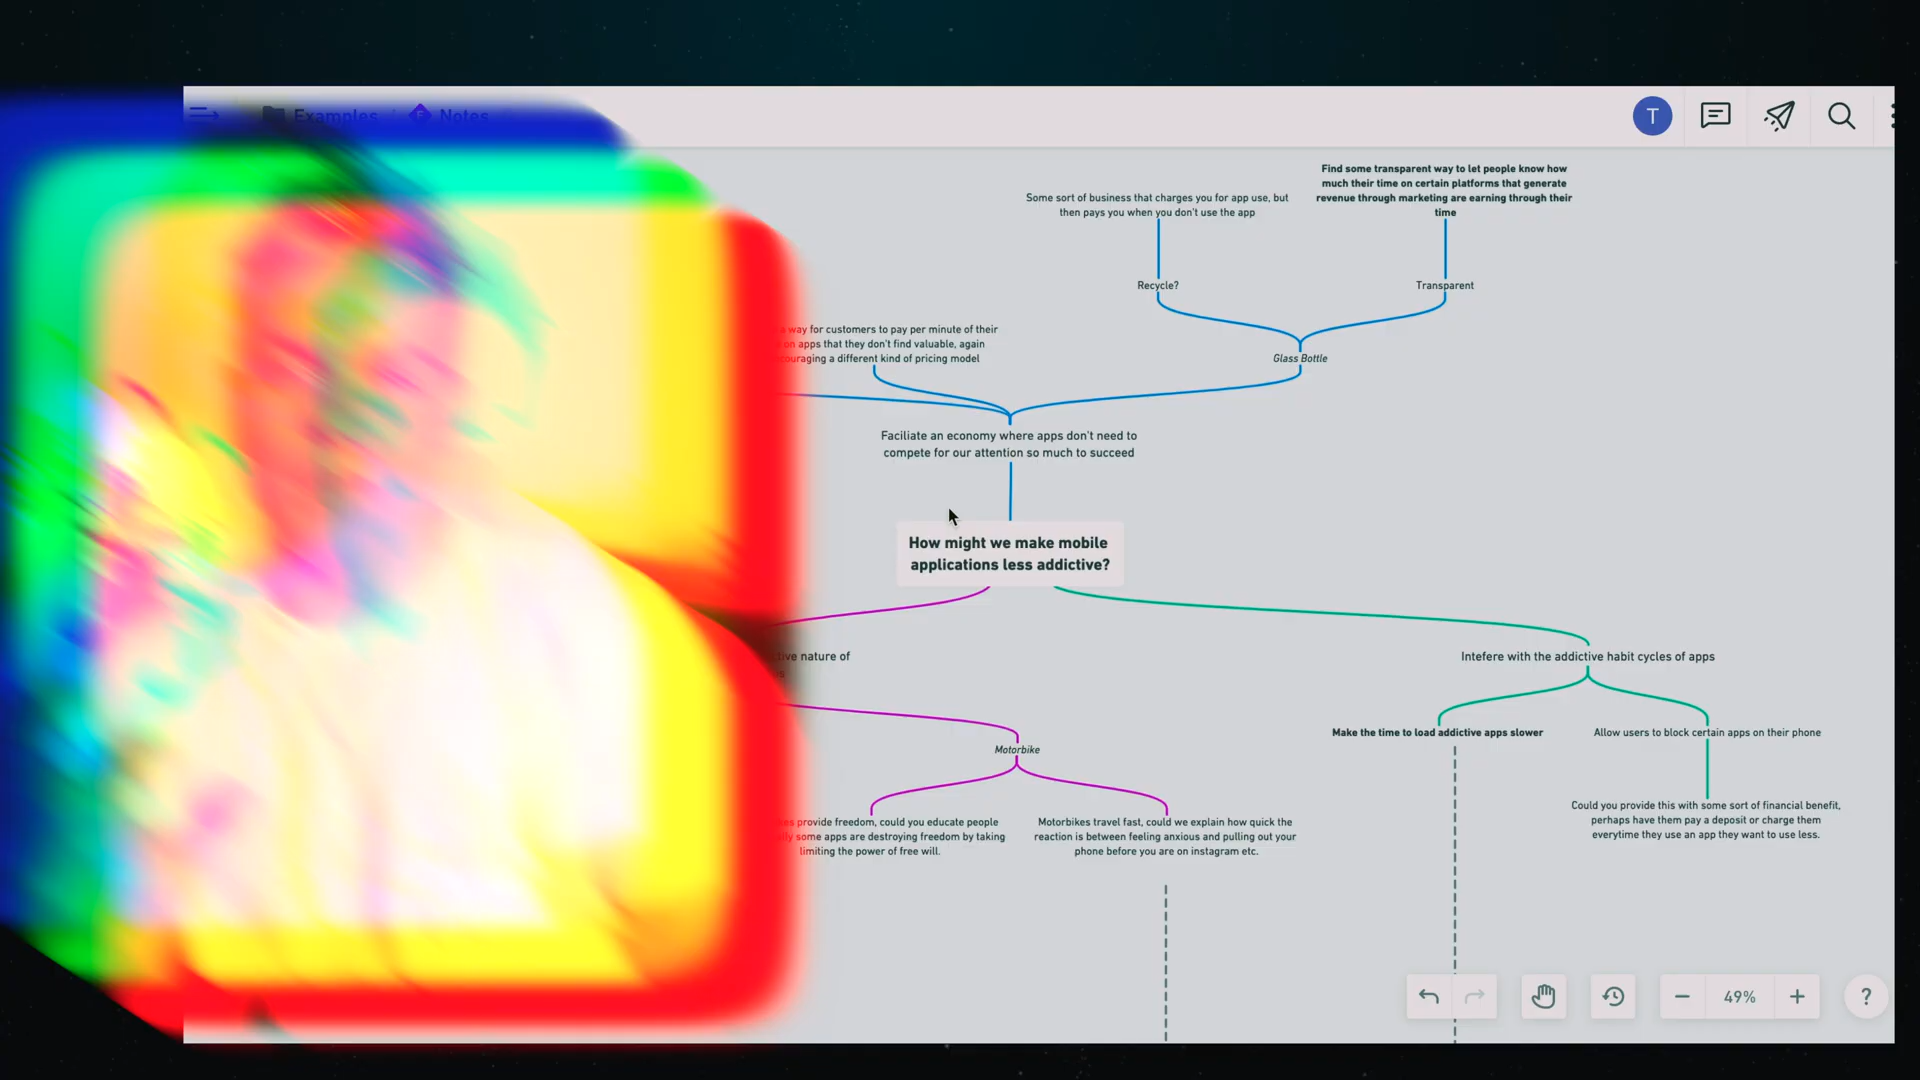 Examples / Notes
T
Find some transparent way to let people know how
much their time on certain platforms that generate
revenue through marketing are earning through their
time
Some sort of business that charges you for app use, but
then pays you when you don't use the app
Recycle?
Transparent
way for customers to pay per minute of their
on apps that they don't find valuable, again
a different kind of pricing model
Glass Bottle
Faciliate an economy where apps don't need to
compete for our attention so much to succeed
How might we make mobile
applications less addictive?
nature of
Intefere with the addictive habit cycles of apps
Make the time to load addictive apps slower
Allow users to block certain apps on their phone
Motorbike
provide freedom, could you educate people
some apps are destroying freedom by taking
limiting the power of free will.
Motorbikes travel fast, could we explain how quick the
reaction is between feeling anxious and pulling out your
phone before you are on instagram etc.
Could you provide this with some sort of financial benefit,
perhaps have them pay a deposit or charge them
everytime they use an app they want to use less.
49%
?